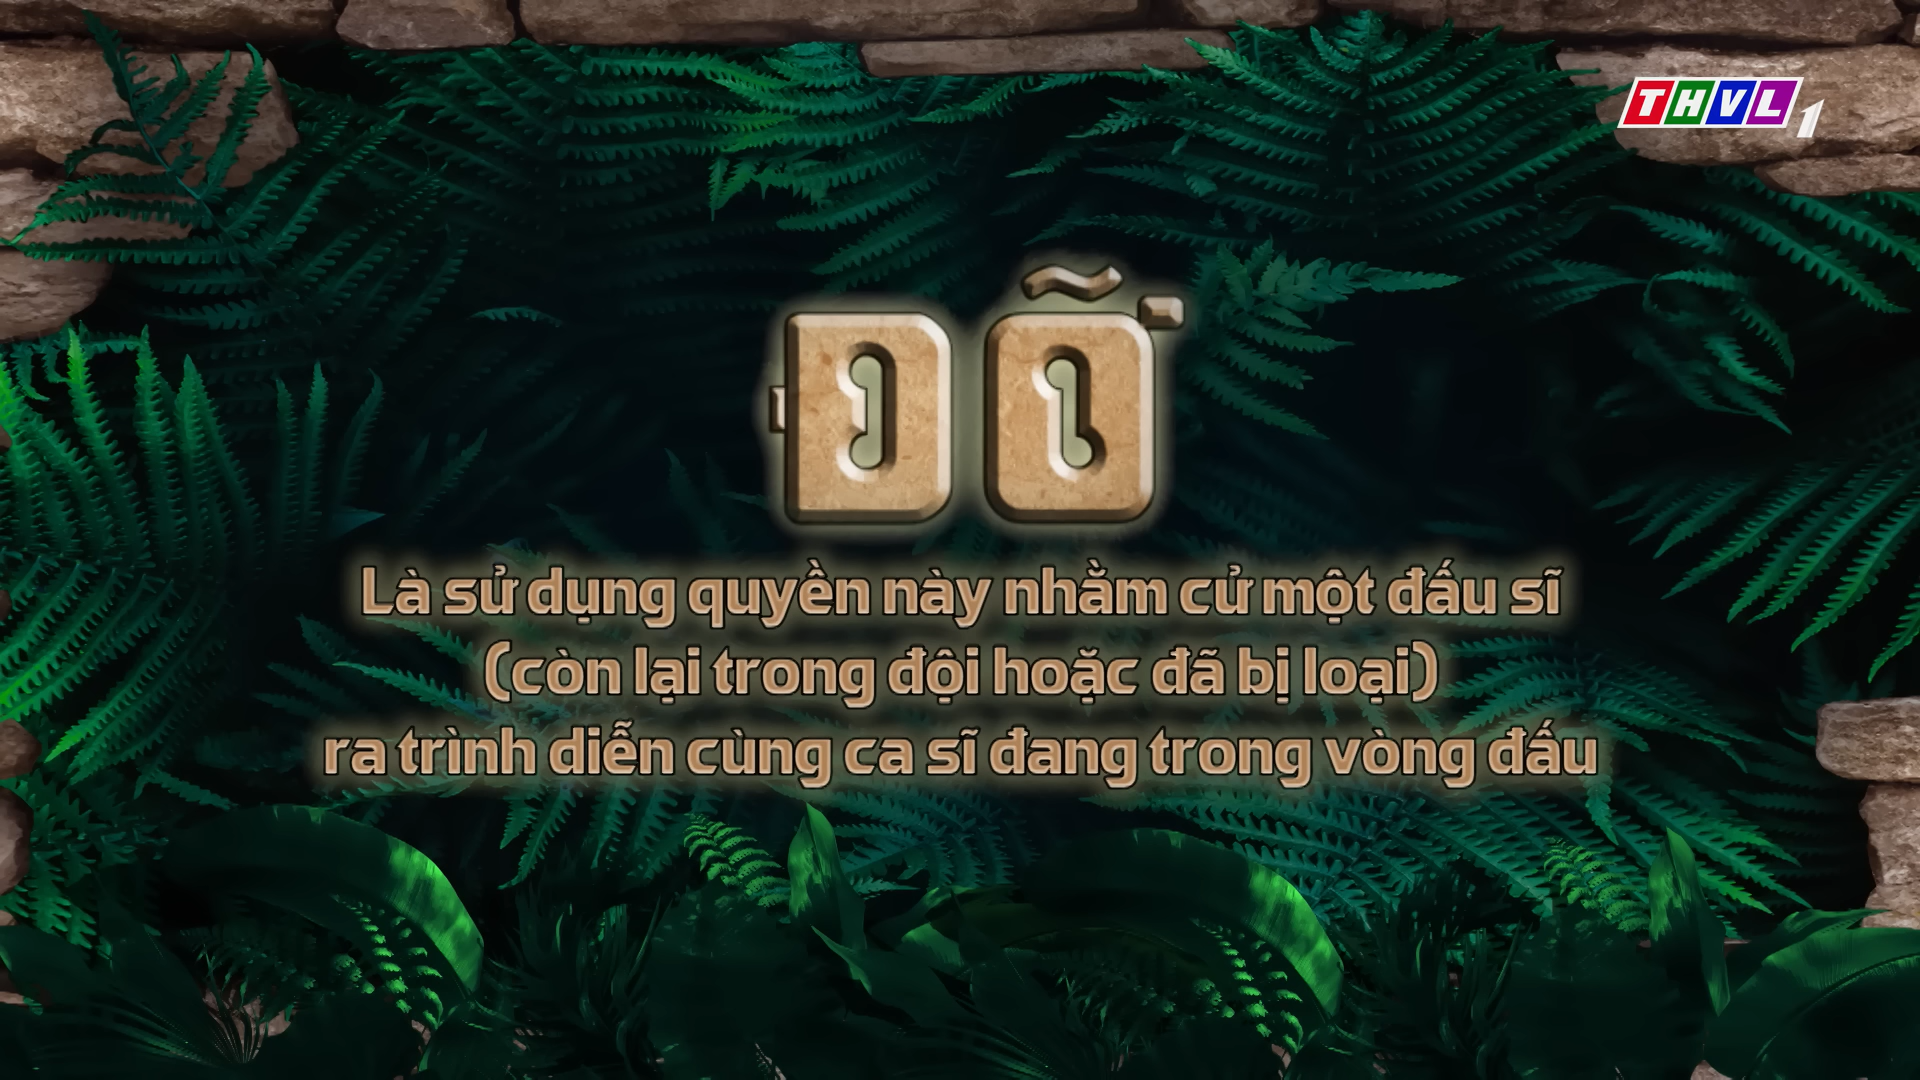 THVL1
ĐỠ
Là sử dụng quyền này nhằm cử một đấu sĩ
(còn lại trong đội hoặc đã bị loại)
ra trình diễn cùng ca sĩ đang trong vòng đấu